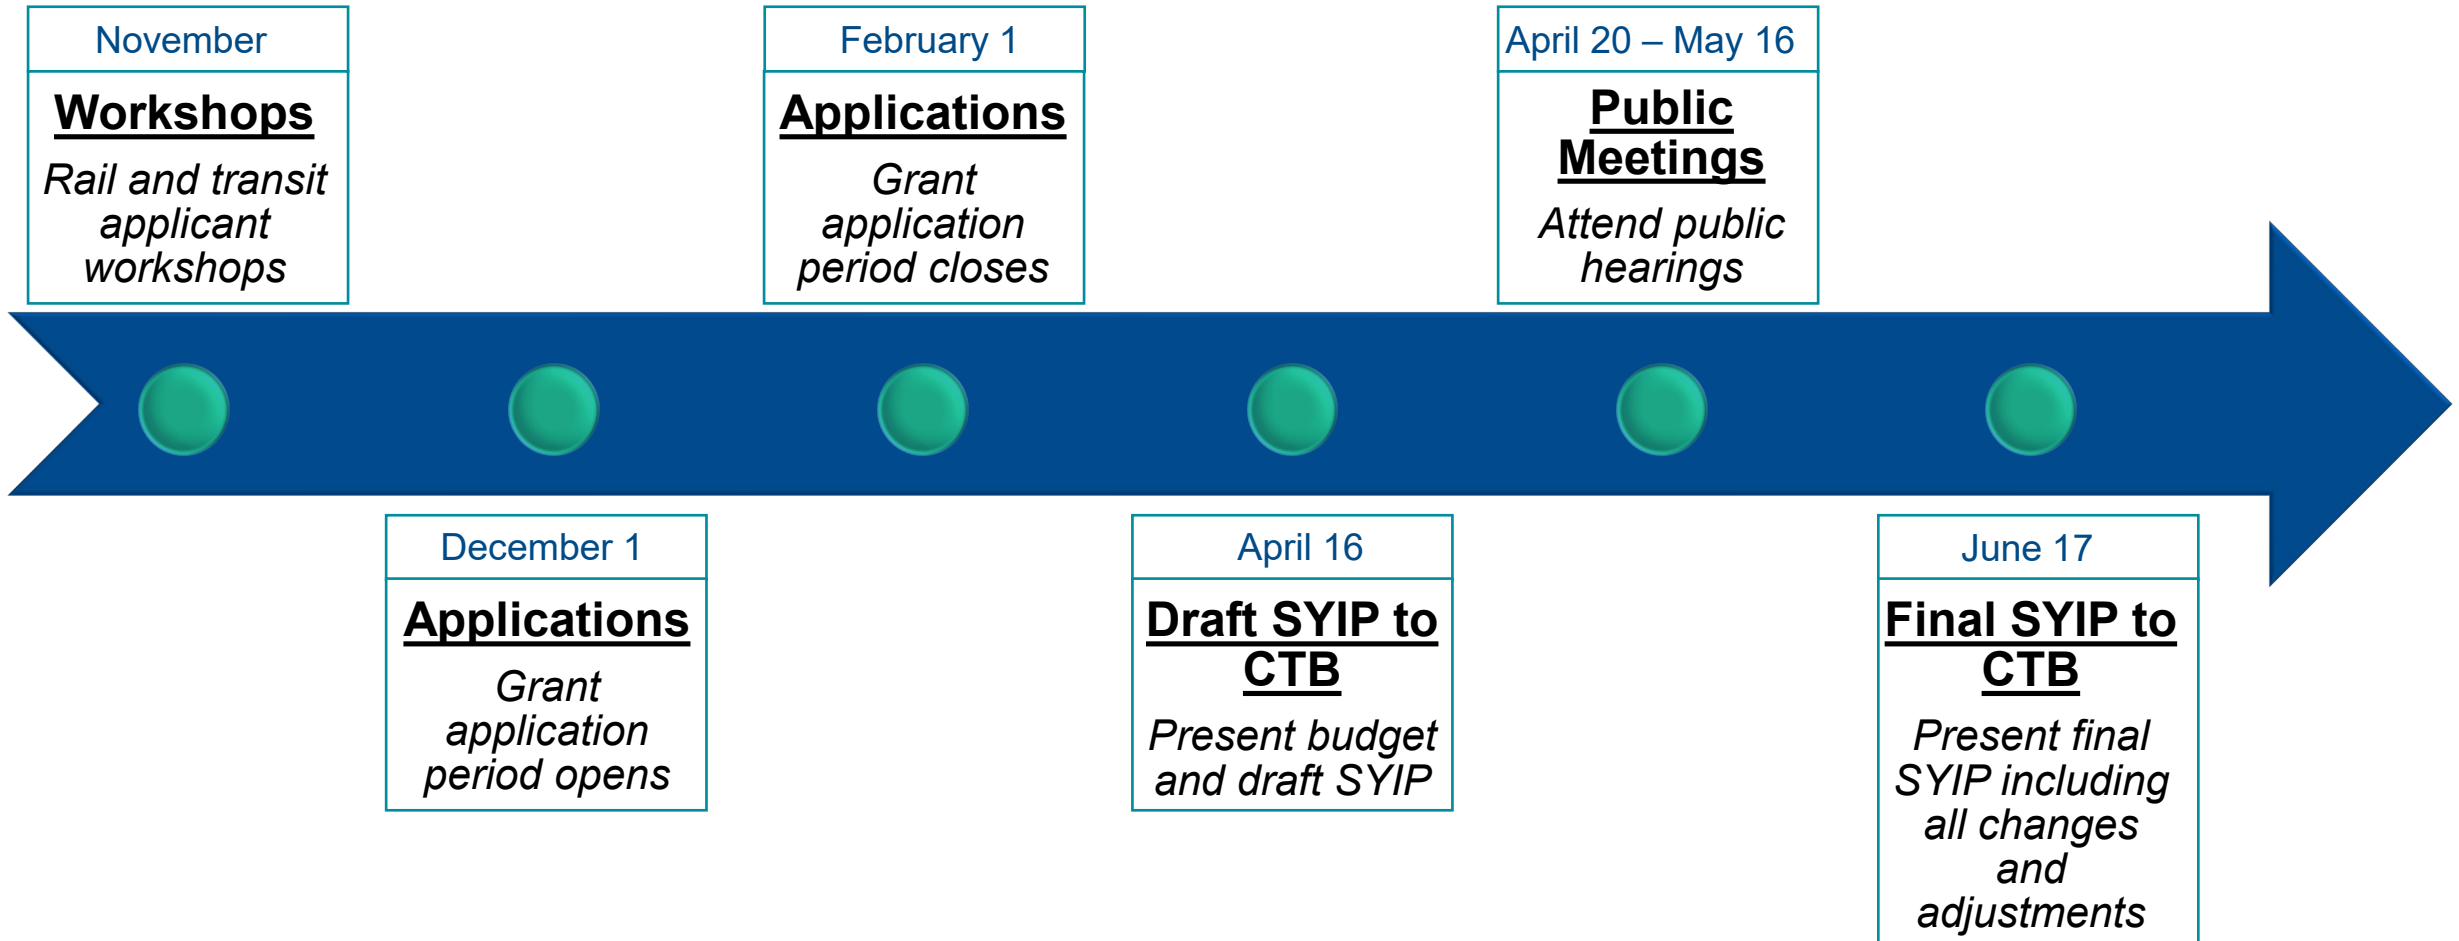 November
Workshops
Rail and transit
applicant
workshops
December 1
Applications
Grant
application
period opens
February 1
Applications
Grant
application
period closes
April 16
Draft SYIP to
CTB
Present budget
and draft SYIP
April 20 – May 16
Public
Meetings
Attend public
hearings
June 17
Final SYIP to
CTB
Present final
SYIP including
all changes
and
adjustments